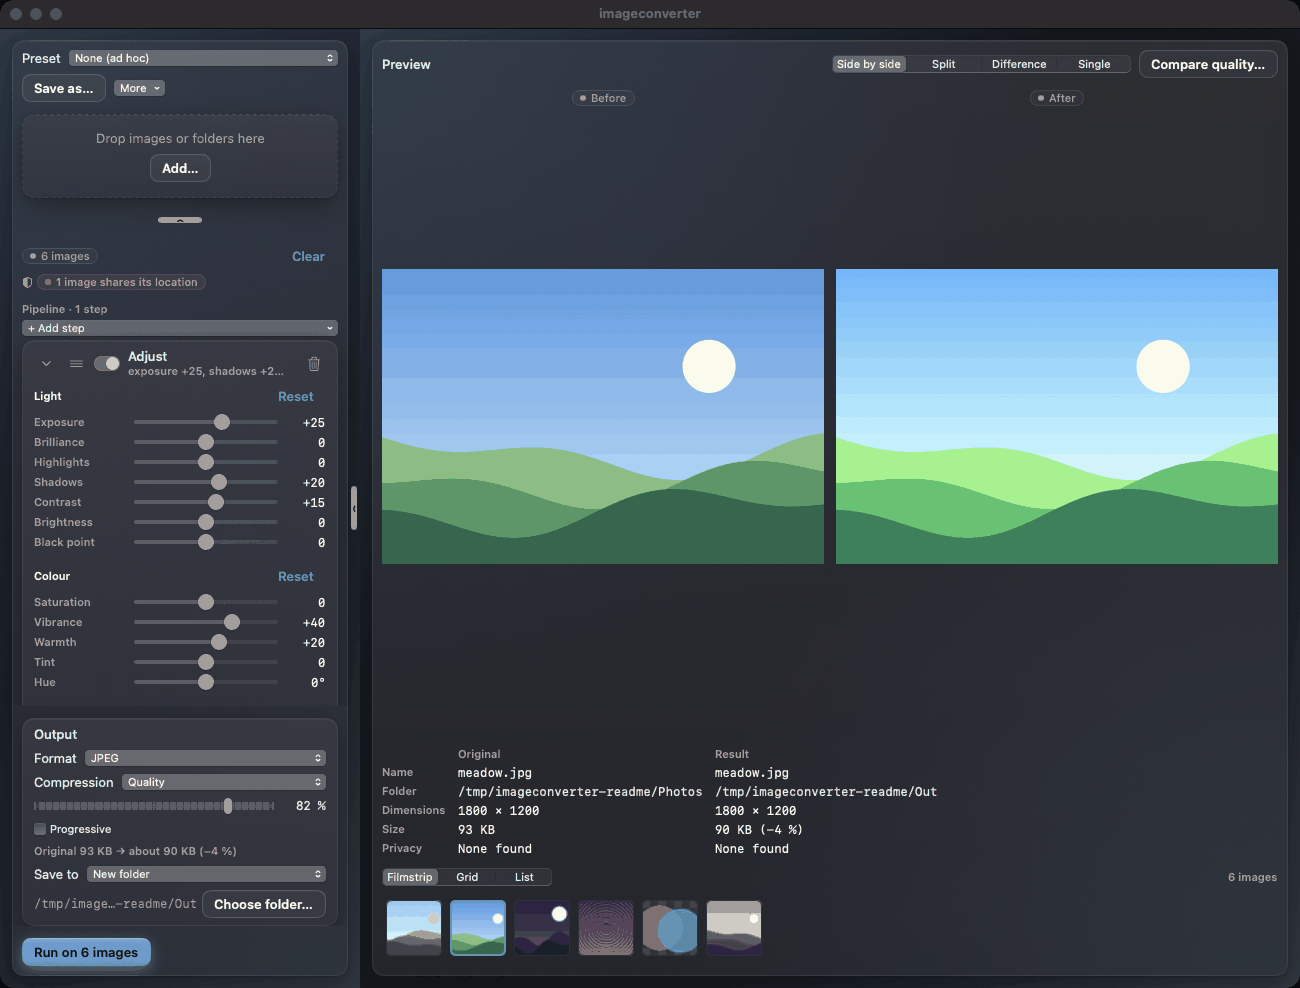 imageconverter
Preset None (ad hoc)
Save as... More
Drop images or folders here
Add...
6 images Clear
1 image shares its location
Pipeline · 1 step
+ Add step
Adjust
exposure +25, shadows +2...
Light Reset
Exposure +25
Brilliance 0
Highlights 0
Shadows +20
Contrast +15
Brightness 0
Black point 0
Colour Reset
Saturation 0
Vibrance +40
Warmth +20
Tint 0
Hue 0°
Output
Format JPEG
Compression Quality
82 %
Progressive
Original 93 KB → about 90 KB (−4 %)
Save to New folder
/tmp/image…-readme/Out Choose folder...
Run on 6 images
Preview Side by side Split Difference Single Compare quality...
Before After
Original Result
Name meadow.jpg meadow.jpg
Folder /tmp/imageconverter-readme/Photos /tmp/imageconverter-readme/Out
Dimensions 1800 × 1200 1800 × 1200
Size 93 KB 90 KB (−4 %)
Privacy None found None found
Filmstrip Grid List 6 images